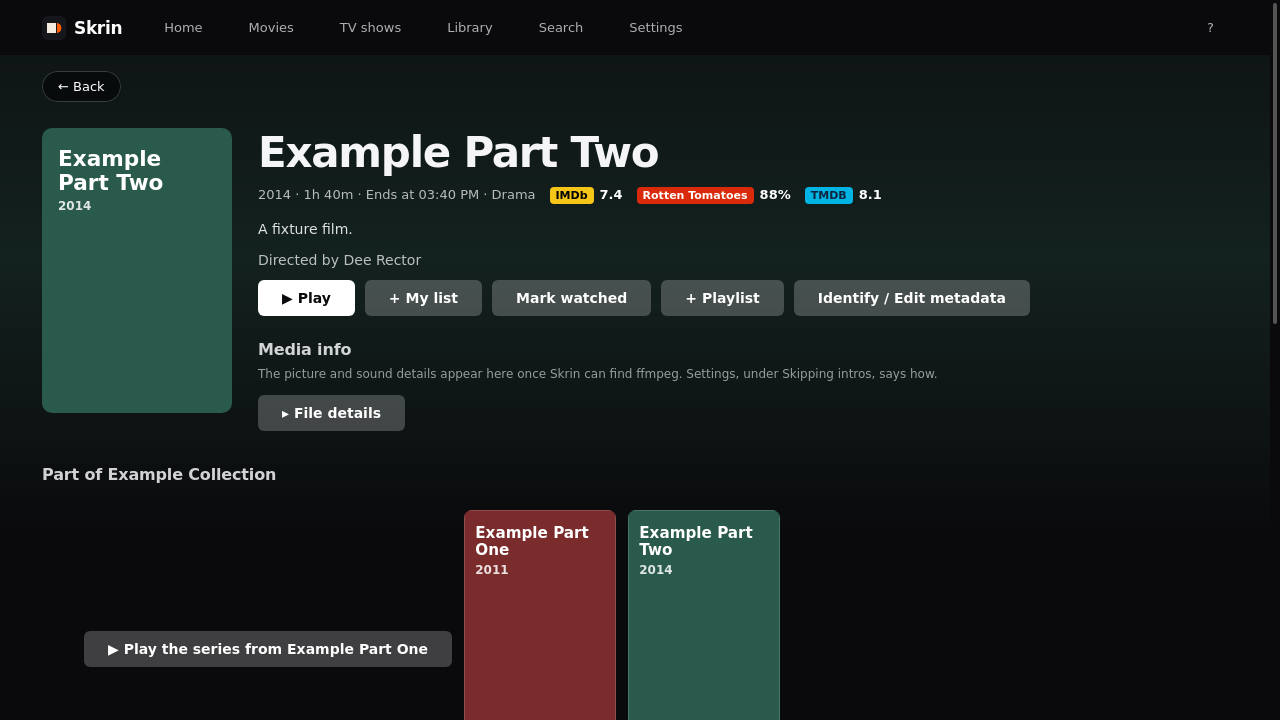 Skrin Home Movies TV shows Library Search Settings ?
← Back
Example
Part Two
2014
Example Part Two
2014 · 1h 40m · Ends at 03:40 PM · Drama IMDb 7.4 Rotten Tomatoes 88% TMDB 8.1
A fixture film.
Directed by Dee Rector
▶ Play + My list Mark watched + Playlist Identify / Edit metadata
Media info
The picture and sound details appear here once Skrin can find ffmpeg. Settings, under Skipping intros, says how.
▸ File details
Part of Example Collection
▶ Play the series from Example Part One
Example Part
One
2011
Example Part
Two
2014